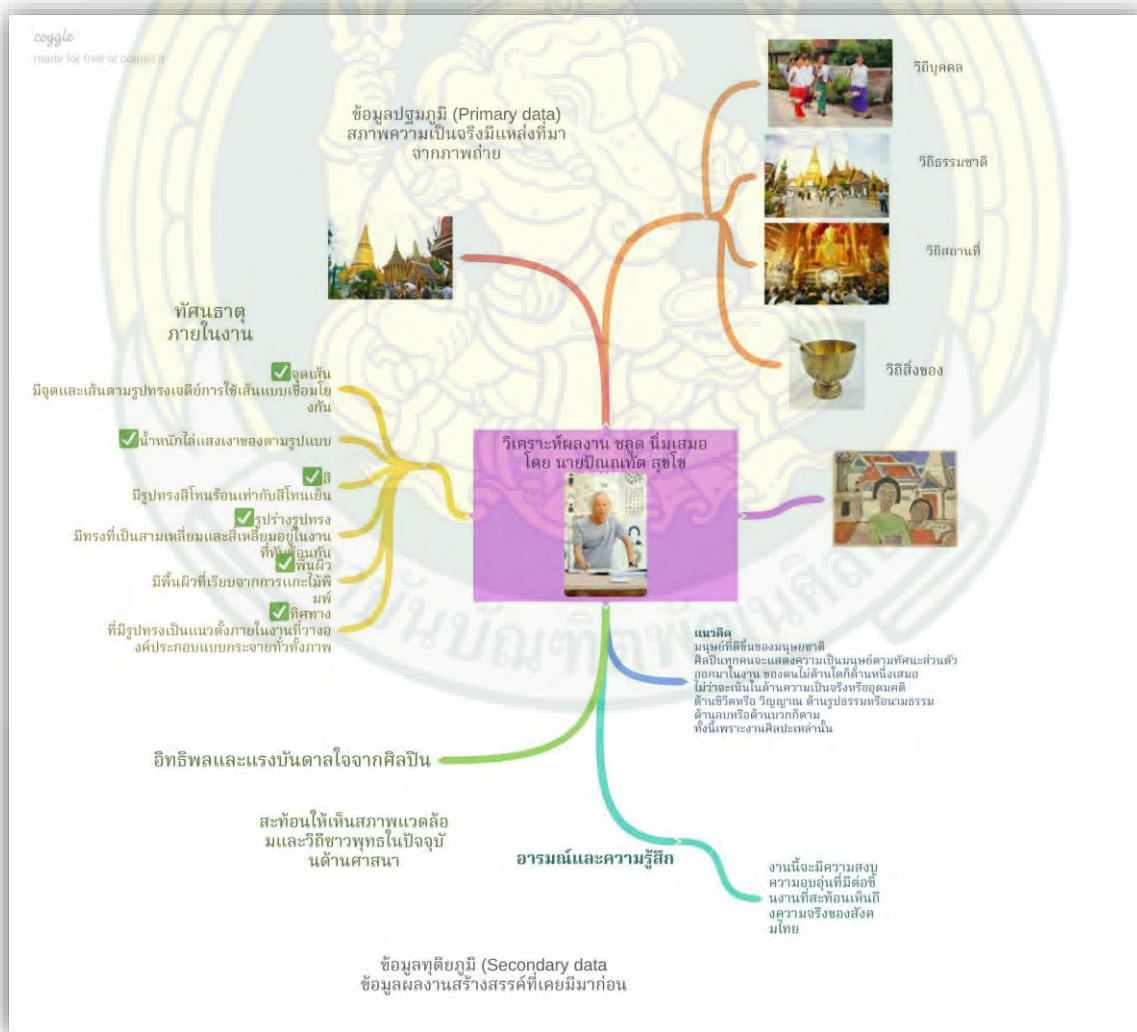 coggle
made for free at coggle.it
ข้อมูลปฐมภูมิ (Primary data)
สภาพความเป็นจริงมีแหล่งที่มา
จากภาพถ่าย
วิถีบุคคล
วิถีธรรมชาติ
วิถีสถานที่
วิถีสิ่งของ
ทัศนธาตุ
ภายในงาน
จุดเส้น
มีจุดและเส้นตามรูปทรงเจดีย์การใช้เส้นแบบเชื่อมโย
งกัน
น้ำหนักไล่แสงเงาของตามรูปแบบ
สี
มีรูปทรงสีโทนร้อนเท่ากับสีโทนเย็น
รูปร่างรูปทรง
มีทรงที่เป็นสามเหลี่ยมและสี่เหลี่ยมอยู่ในงาน
ที่ทับซ้อนกัน
พื้นผิว
มีพื้นผิวที่เรียบจากการแกะไม้พิ
มพ์
ทิศทาง
ที่มีรูปทรงเป็นแนวตั้งภายในงานที่วางอ
งค์ประกอบแบบกระจายทั่วทั้งภาพ
วิเคราะห์ผลงาน ชลูด นิ่มเสมอ
โดย นายปัณณทัต สุขโข
แนวคิด
มนุษย์ที่ดีขึ้นของมนุษยชาติ
ศิลปินทุกคนจะแสดงความเป็นมนุษย์ตามทัศนะส่วนตัว
ออกมาในงาน ของตนไม่ด้านใดก็ด้านหนึ่งเสมอ
ไม่ว่าจะเน้นในด้านความเป็นจริงหรืออุดมคติ
ด้านชีวิตหรือ วิญญาณ ด้านรูปธรรมหรือนามธรรม
ด้านลบหรือด้านบวกก็ตาม
ทั้งนี้เพราะงานศิลปะเหล่านั้น
อิทธิพลและแรงบันดาลใจจากศิลปิน
สะท้อนให้เห็นสภาพแวดล้อ
มและวิถีชาวพุทธในปัจจุบั
นด้านศาสนา
อารมณ์และความรู้สึก
งานนี้จะมีความสงบ
ความอบอุ่นที่มีต่อชิ้
นงานที่สะท้อนเห็นถึ
งความจริงของสังค
มไทย
ข้อมูลทุติยภูมิ (Secondary data
ข้อมูลผลงานสร้างสรรค์ที่เคยมีมาก่อน